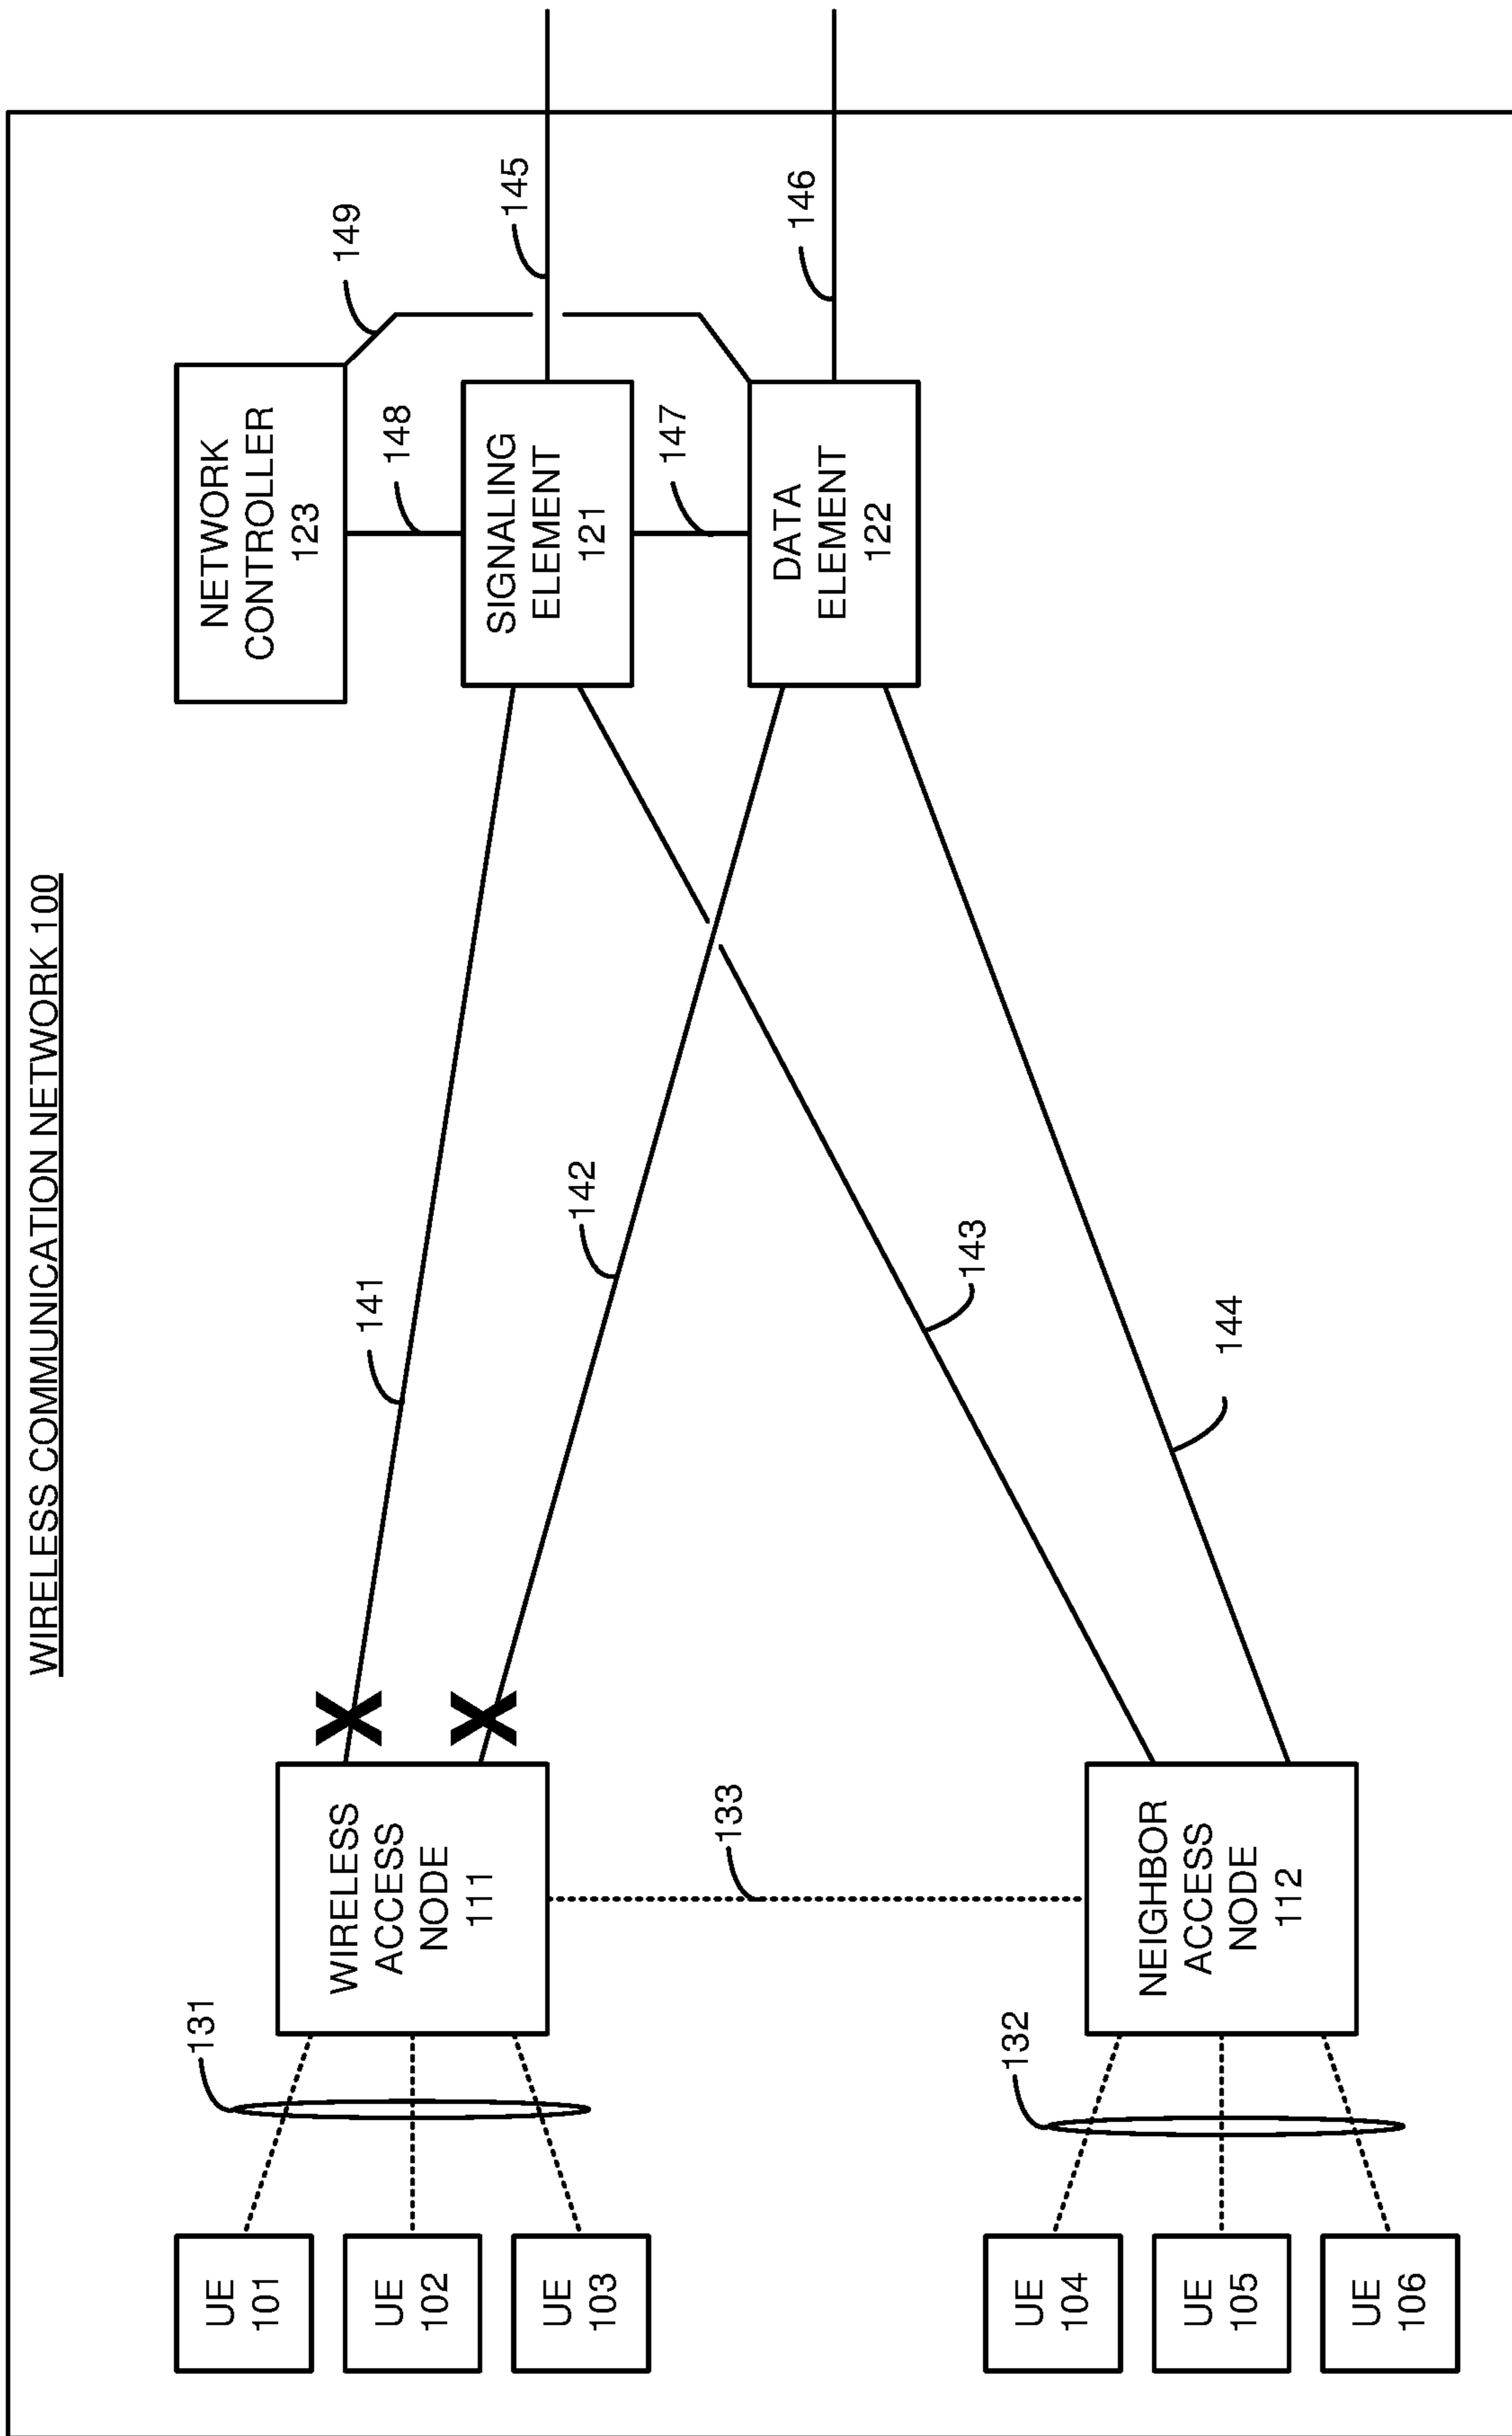 WIRELESS COMMUNICATION NETWORK 100
UE
101
UE
102
UE
103
131
WIRELESS
ACCESS
NODE
111
141
142
133
UE
104
UE
105
UE
106
132
NEIGHBOR
ACCESS
NODE
112
143
144
NETWORK
CONTROLLER
123
149
148
SIGNALING
ELEMENT
121
145
147
DATA
ELEMENT
122
146